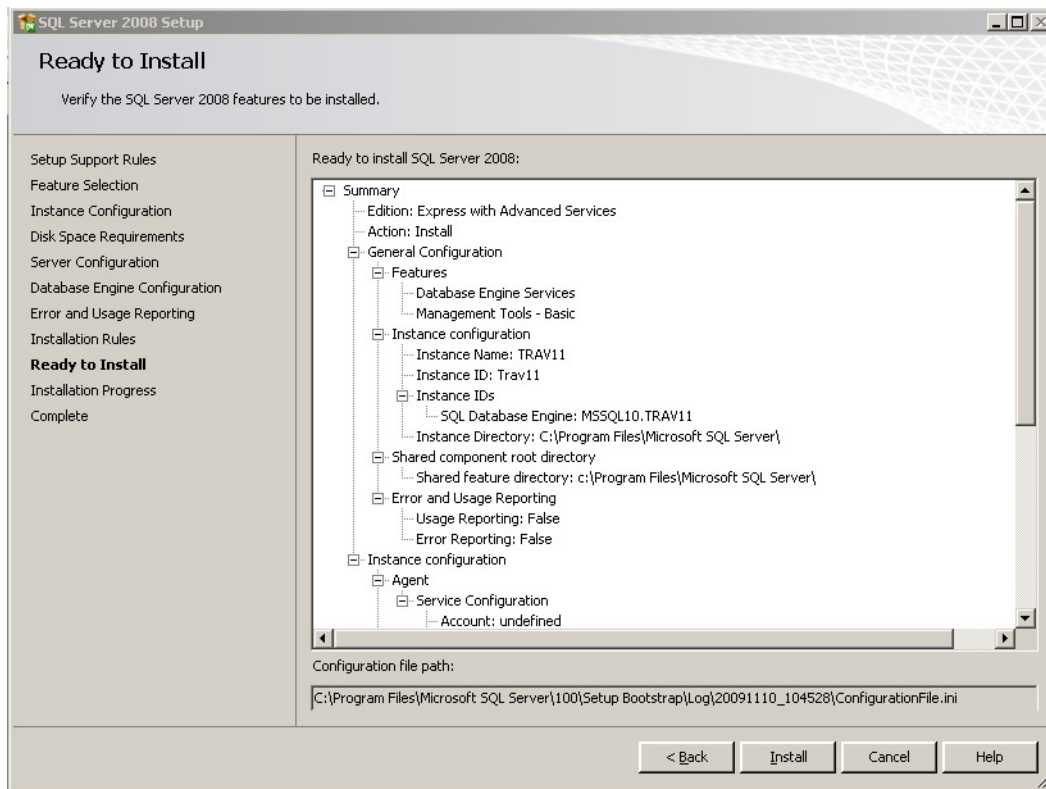 SQL Server 2008 Setup
Ready to Install
Verify the SQL Server 2008 features to be installed.
Setup Support Rules
Feature Selection
Instance Configuration
Disk Space Requirements
Server Configuration
Database Engine Configuration
Error and Usage Reporting
Installation Rules
Ready to Install
Installation Progress
Complete
Ready to install SQL Server 2008:
Summary
Edition: Express with Advanced Services
Action: Install
General Configuration
Features
Database Engine Services
Management Tools - Basic
Instance configuration
Instance Name: TRAV11
Instance ID: Trav11
Instance IDs
SQL Database Engine: MSSQL10.TRAV11
Instance Directory: C:\Program Files\Microsoft SQL Server\
Shared component root directory
Shared feature directory: c:\Program Files\Microsoft SQL Server\
Error and Usage Reporting
Usage Reporting: False
Error Reporting: False
Instance configuration
Agent
Service Configuration
Account: undefined
Configuration file path:
C:\Program Files\Microsoft SQL Server\100\Setup Bootstrap\Log\20091110_104528\ConfigurationFile.ini
< Back
Install
Cancel
Help